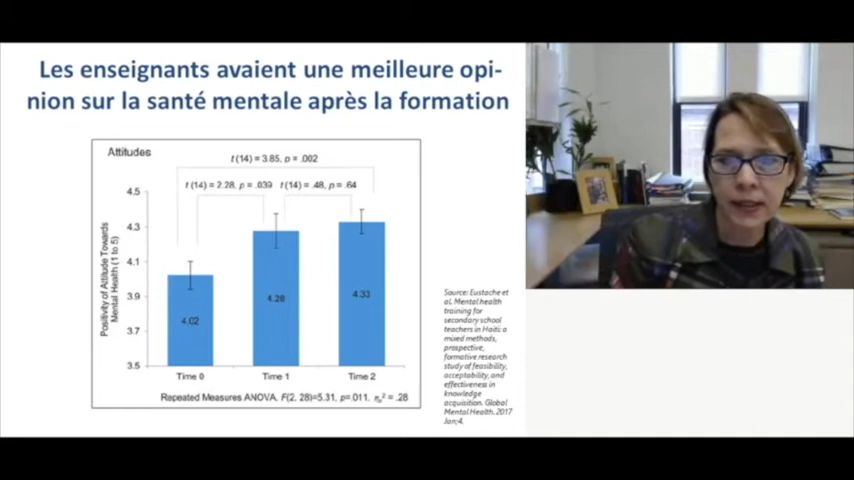 Les enseignants avaient une meilleure opi-
nion sur la santé mentale après la formation
Attitudes
t (14) = 3.85, p = .002
t (14) = 2.28, p = .039 t (14) = .48, p = .64
4.5
4.3
4.1
3.9
3.7
3.5
Positivity of Attitude Towards
Mental Health (1 to 5)
4.02
4.28
4.33
Time 0 Time 1 Time 2
Repeated Measures ANOVA. F(2, 28)=5.31, p=.011. ηp² = .28
Source: Eustache et
al. Mental health
training for
secondary school
teachers in Haiti: a
mixed methods,
prospective,
formative research
study of feasibility,
acceptability, and
effectiveness in
knowledge
acquisition. Global
Mental Health. 2017
Jan;4.